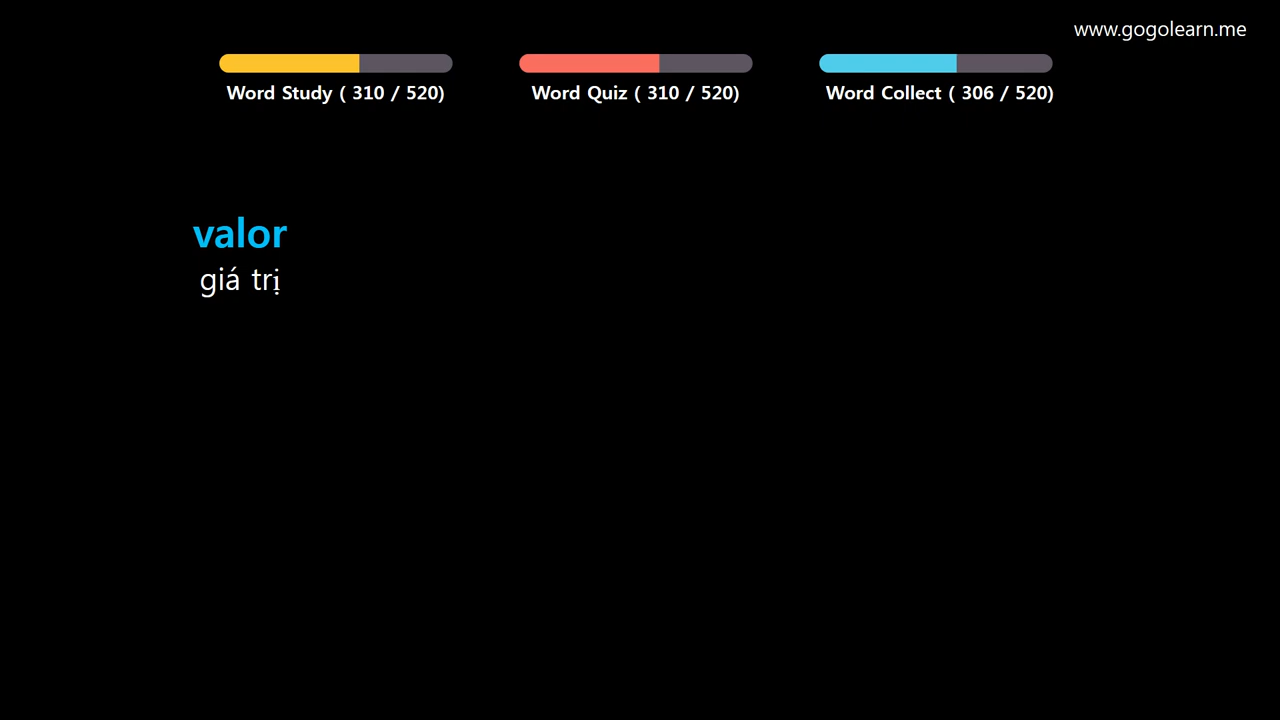 www.gogolearn.me
Word Study ( 310 / 520)
Word Quiz ( 310 / 520)
Word Collect ( 306 / 520)
valor
giá trị